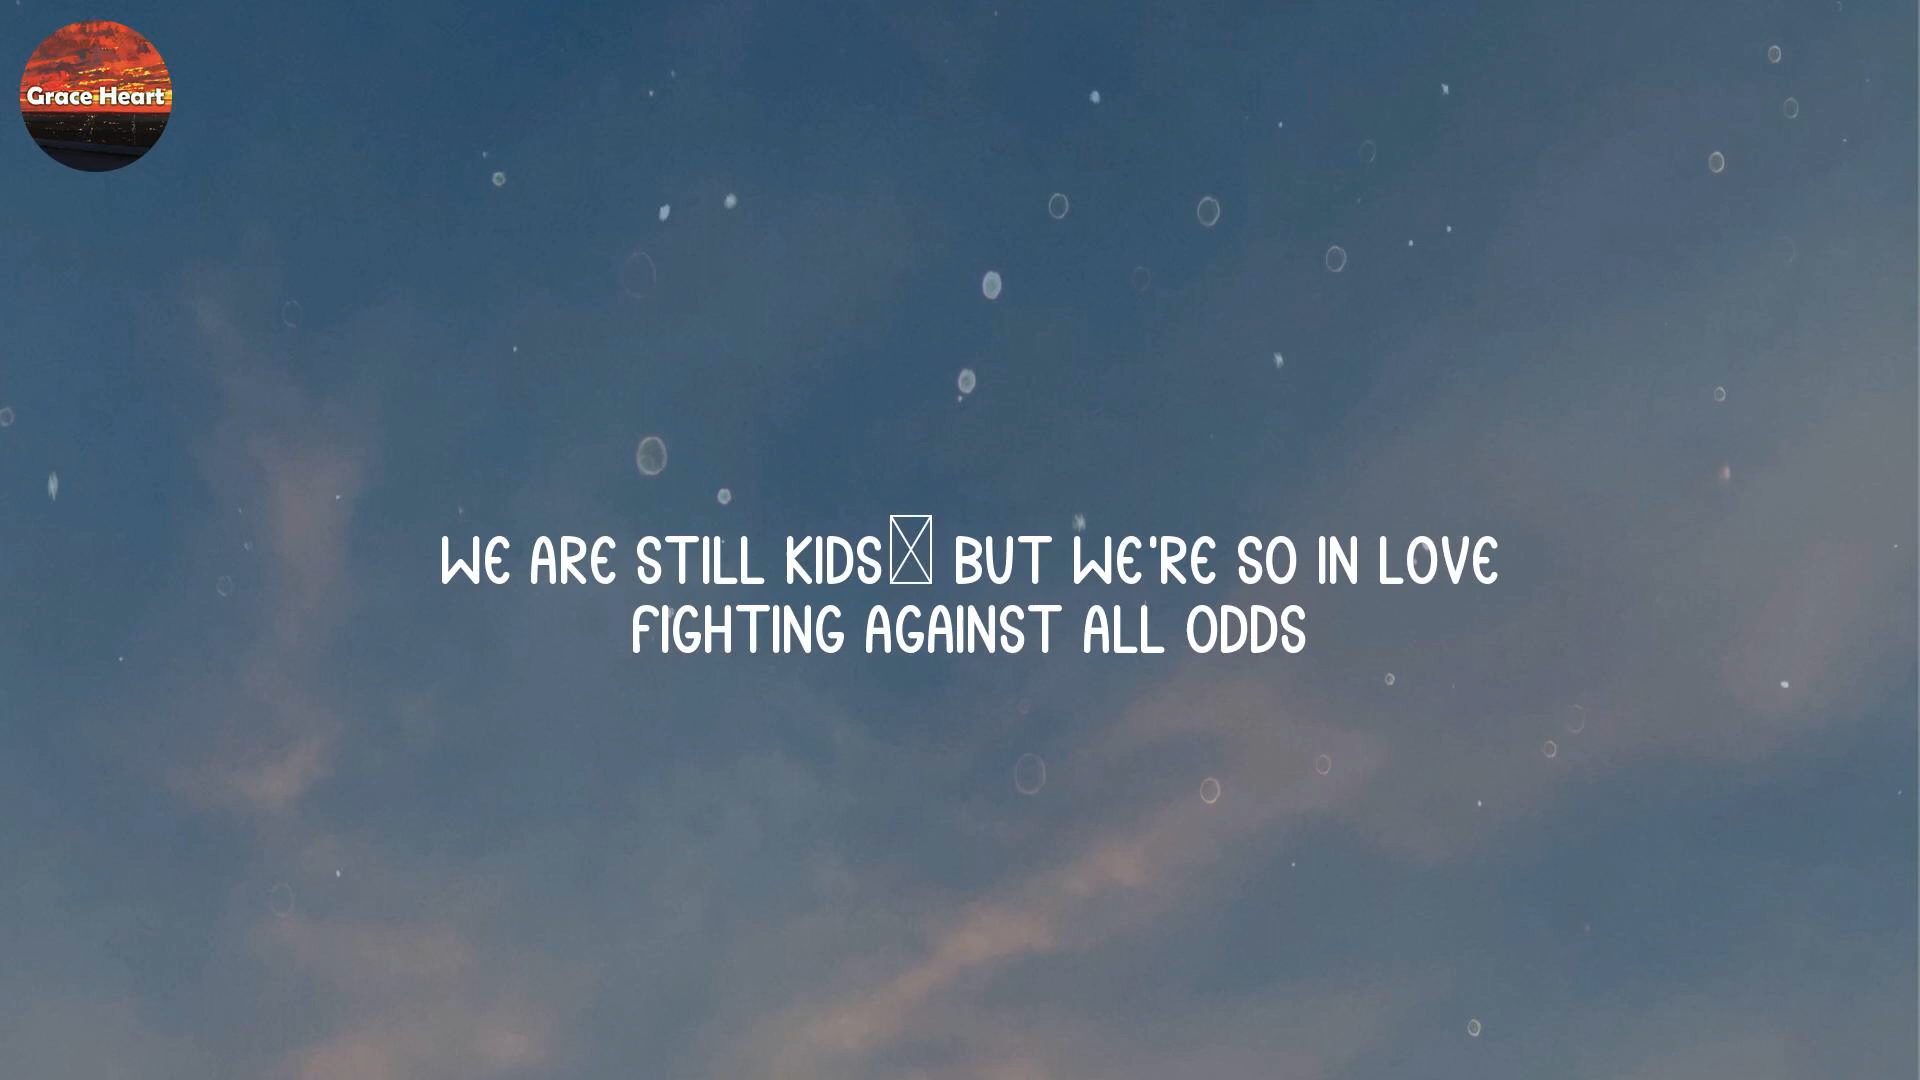 Grace Heart
WE ARE STILL KIDS BUT WE'RE SO IN LOVE
FIGHTING AGAINST ALL ODDS